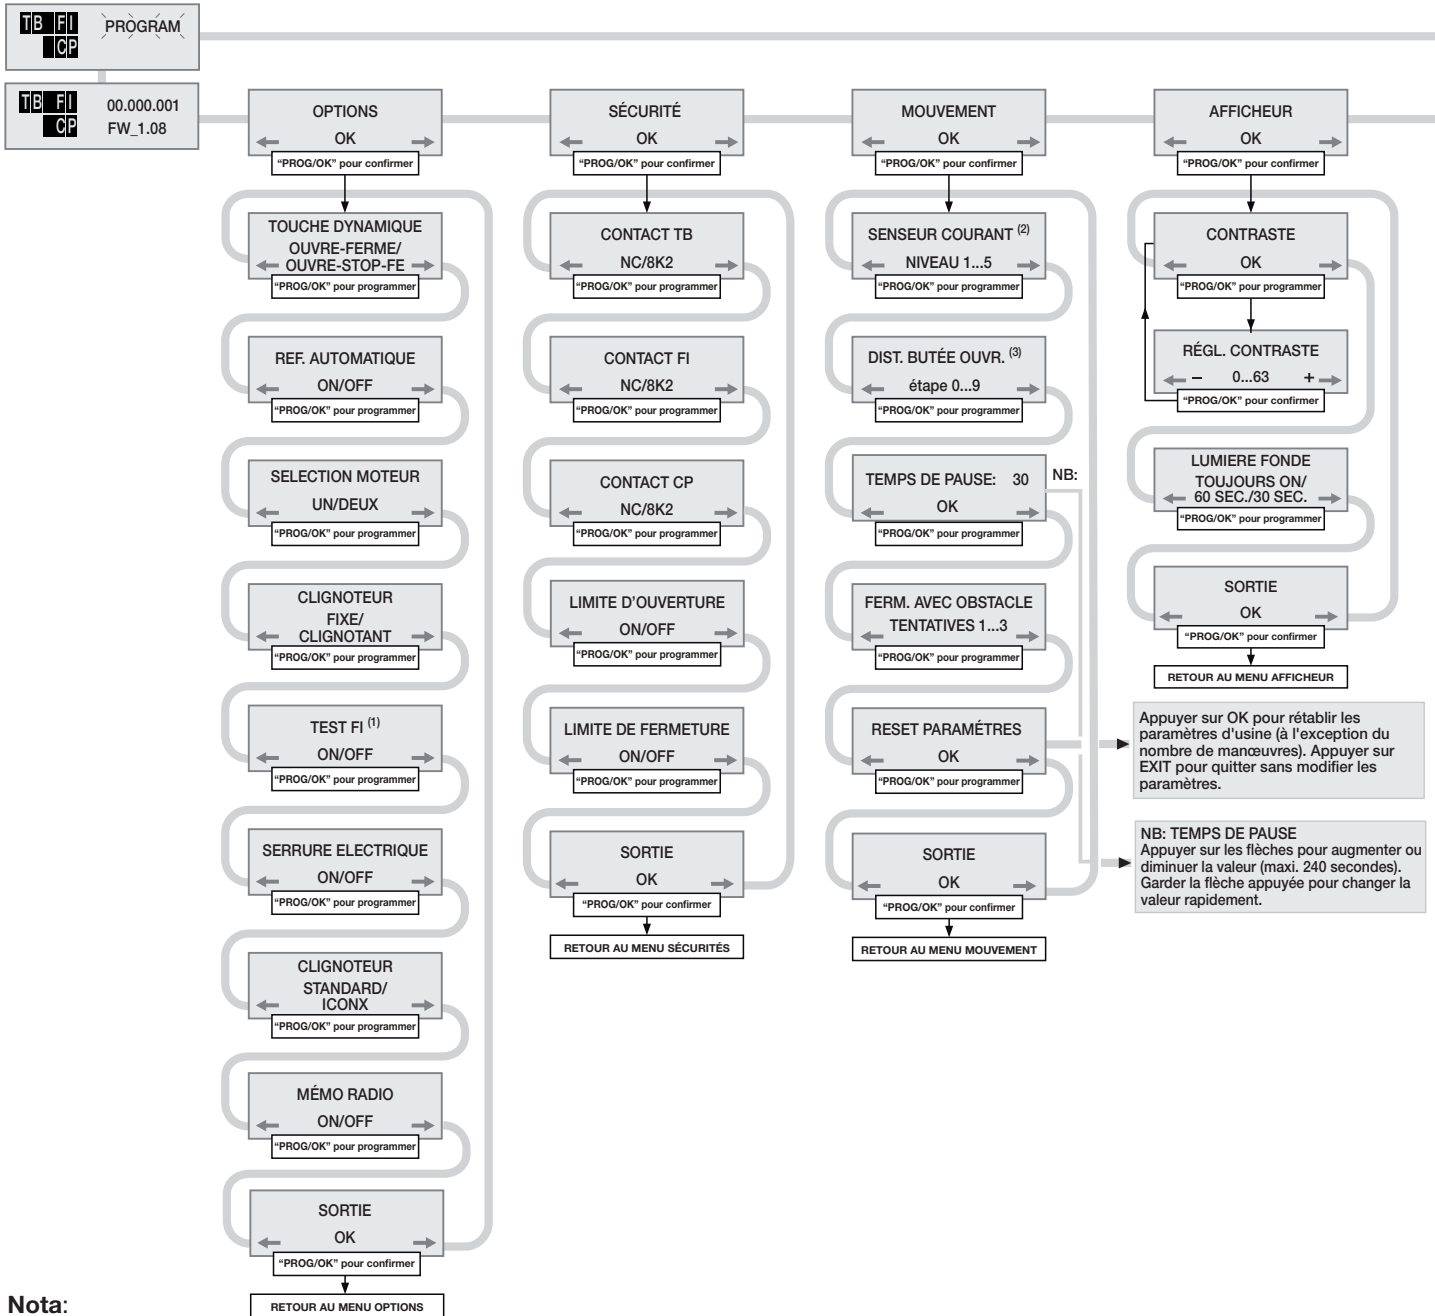 TB FI
CP
PROGRAM
TB FI
CP
00.000.001
FW_1.08
OPTIONS
OK
"PROG/OK" pour confirmer
TOUCHE DYNAMIQUE
OUVRE-FERME/
OUVRE-STOP-FE
"PROG/OK" pour programmer
REF. AUTOMATIQUE
ON/OFF
"PROG/OK" pour programmer
SELECTION MOTEUR
UN/DEUX
"PROG/OK" pour programmer
CLIGNOTEUR
FIXE/
CLIGNOTANT
"PROG/OK" pour programmer
TEST FI (1)
ON/OFF
"PROG/OK" pour programmer
SERRURE ELECTRIQUE
ON/OFF
"PROG/OK" pour programmer
CLIGNOTEUR
STANDARD/
ICONX
"PROG/OK" pour programmer
MÉMO RADIO
ON/OFF
"PROG/OK" pour programmer
SORTIE
OK
"PROG/OK" pour confirmer
RETOUR AU MENU OPTIONS
SÉCURITÉ
OK
"PROG/OK" pour confirmer
CONTACT TB
NC/8K2
"PROG/OK" pour programmer
CONTACT FI
NC/8K2
"PROG/OK" pour programmer
CONTACT CP
NC/8K2
"PROG/OK" pour programmer
LIMITE D'OUVERTURE
ON/OFF
"PROG/OK" pour programmer
LIMITE DE FERMETURE
ON/OFF
"PROG/OK" pour programmer
SORTIE
OK
"PROG/OK" pour confirmer
RETOUR AU MENU SÉCURITÉS
MOUVEMENT
OK
"PROG/OK" pour confirmer
SENSEUR COURANT (2)
NIVEAU 1...5
"PROG/OK" pour programmer
DIST. BUTÉE OUVR. (3)
étape 0...9
"PROG/OK" pour programmer
TEMPS DE PAUSE: 30
OK
"PROG/OK" pour programmer
NB:
FERM. AVEC OBSTACLE
TENTATIVES 1...3
"PROG/OK" pour programmer
RESET PARAMÉTRES
OK
"PROG/OK" pour programmer
SORTIE
OK
"PROG/OK" pour confirmer
RETOUR AU MENU MOUVEMENT
AFFICHEUR
OK
"PROG/OK" pour confirmer
CONTRASTE
OK
"PROG/OK" pour programmer
RÉGL. CONTRASTE
– 0...63 +
"PROG/OK" pour confirmer
LUMIERE FONDE
TOUJOURS ON/
60 SEC./30 SEC.
"PROG/OK" pour programmer
SORTIE
OK
"PROG/OK" pour confirmer
RETOUR AU MENU AFFICHEUR
Appuyer sur OK pour rétablir les
paramètres d'usine (à l'exception du
nombre de manœuvres). Appuyer sur
EXIT pour quitter sans modifier les
paramètres.
NB: TEMPS DE PAUSE
Appuyer sur les flèches pour augmenter ou
diminuer la valeur (maxi. 240 secondes).
Garder la flèche appuyée pour changer la
valeur rapidement.
Nota: